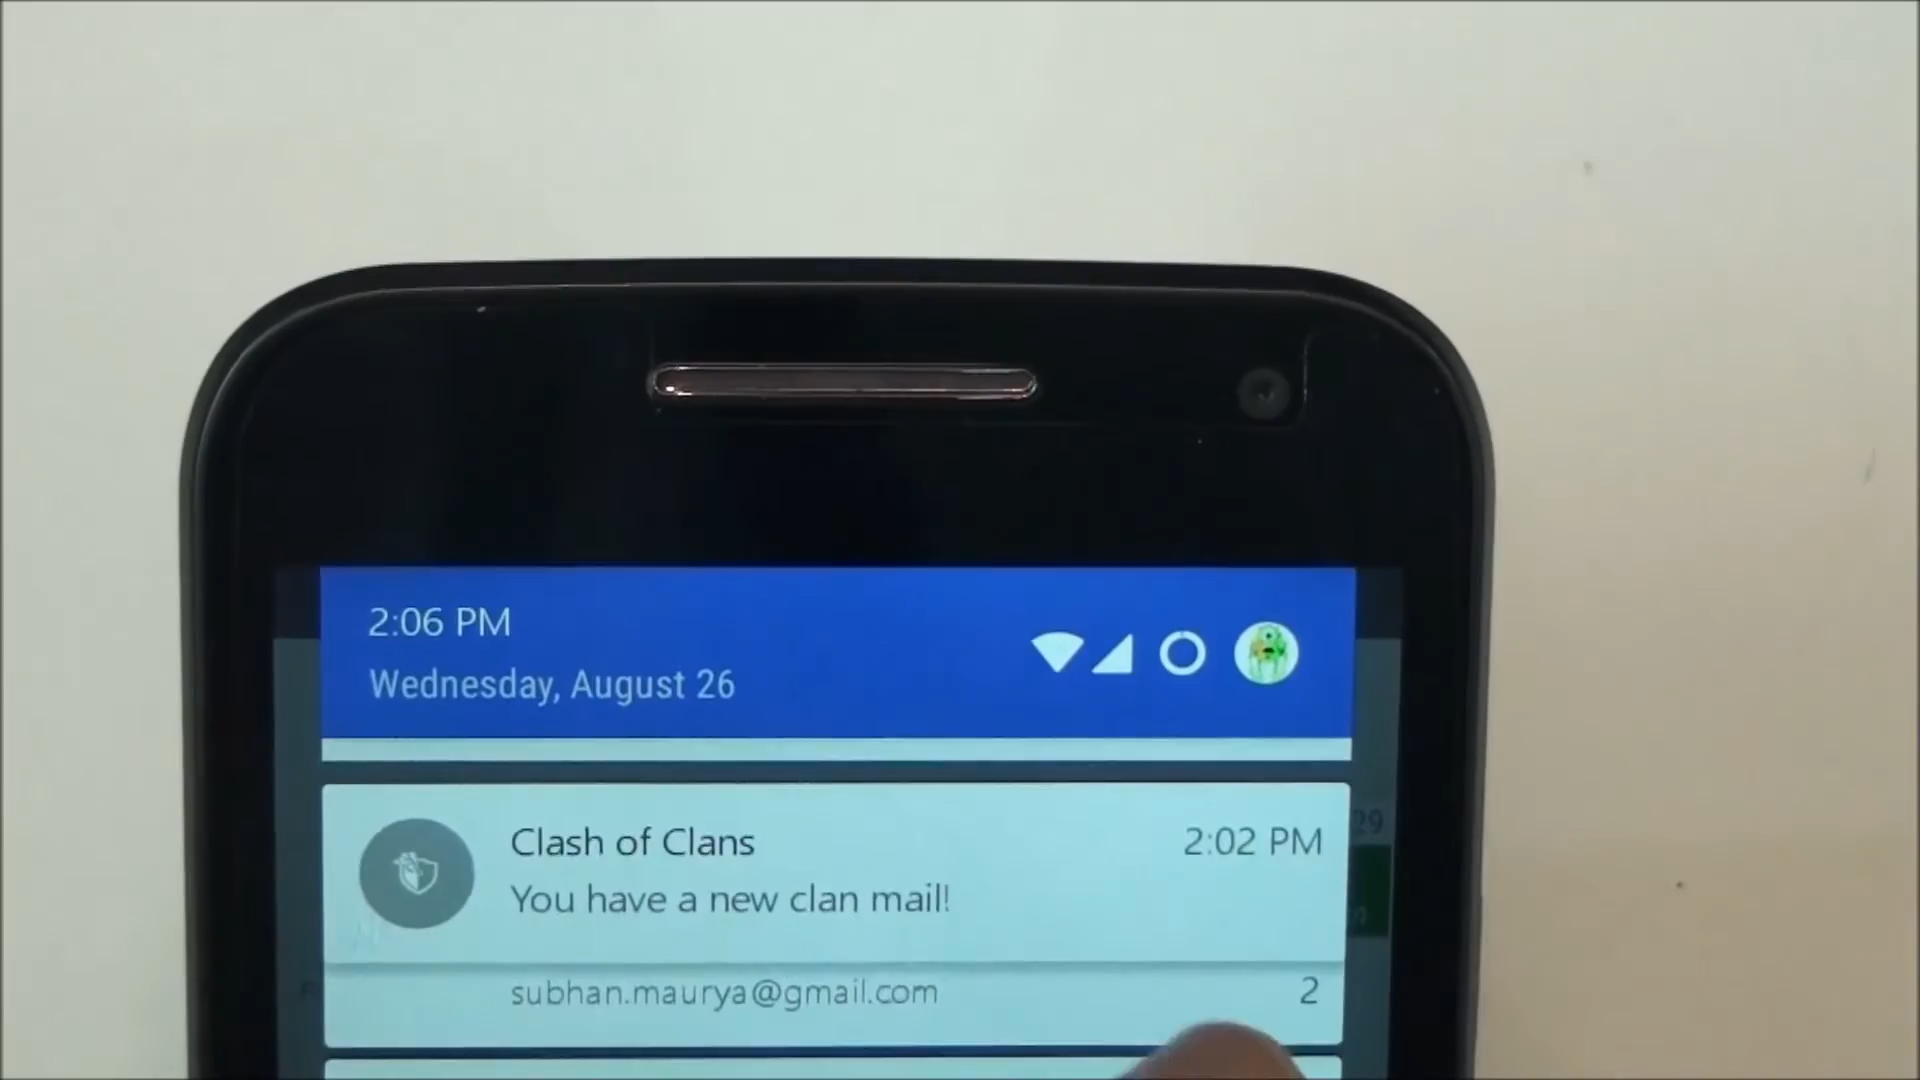 2:06 PM
Wednesday, August 26
Clash of Clans
2:02 PM
You have a new clan mail!
subhan.maurya@gmail.com
2
29